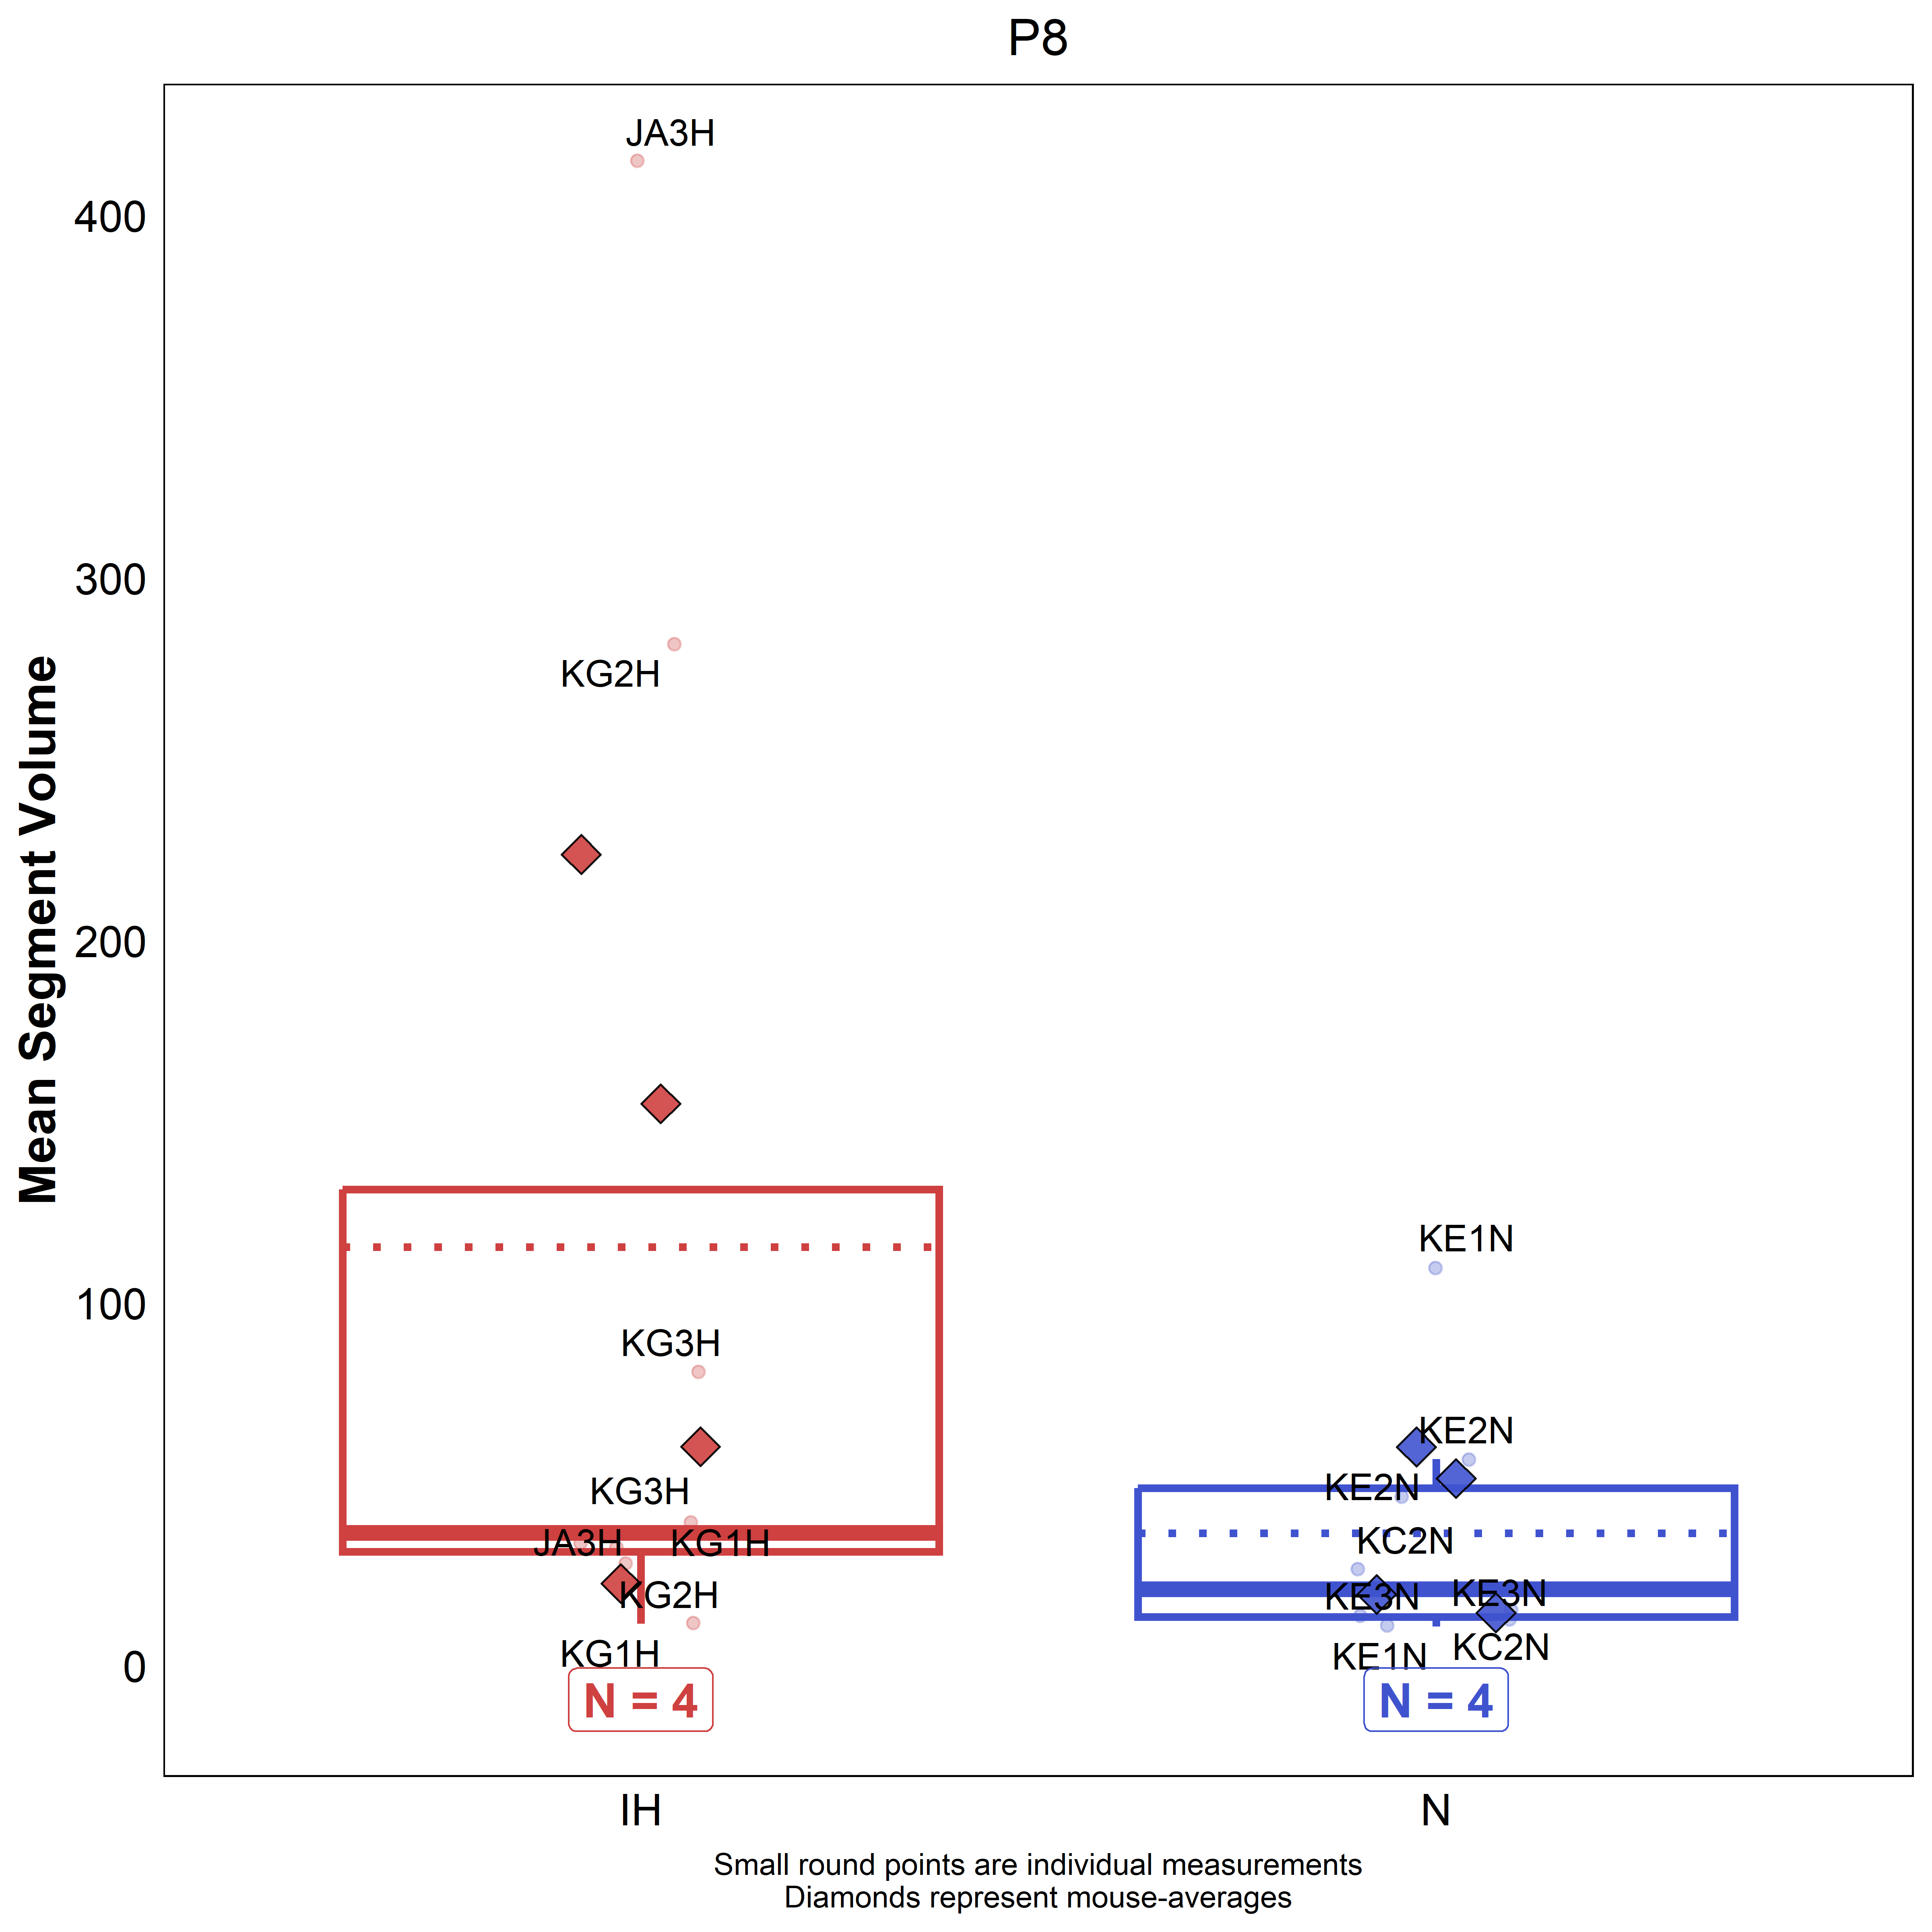 P8
JA3H
400
300
KG2H
Mean Segment Volume
200
KE1N
100
KG3H
KE2N
KG3H
KE2N
JA3H
KG1H
KC2N
KG2H
KE3N
KE3N
KG1H
KE1N
KC2N
0
N = 4
N = 4
IH
N
Small round points are individual measurements
Diamonds represent mouse-averages